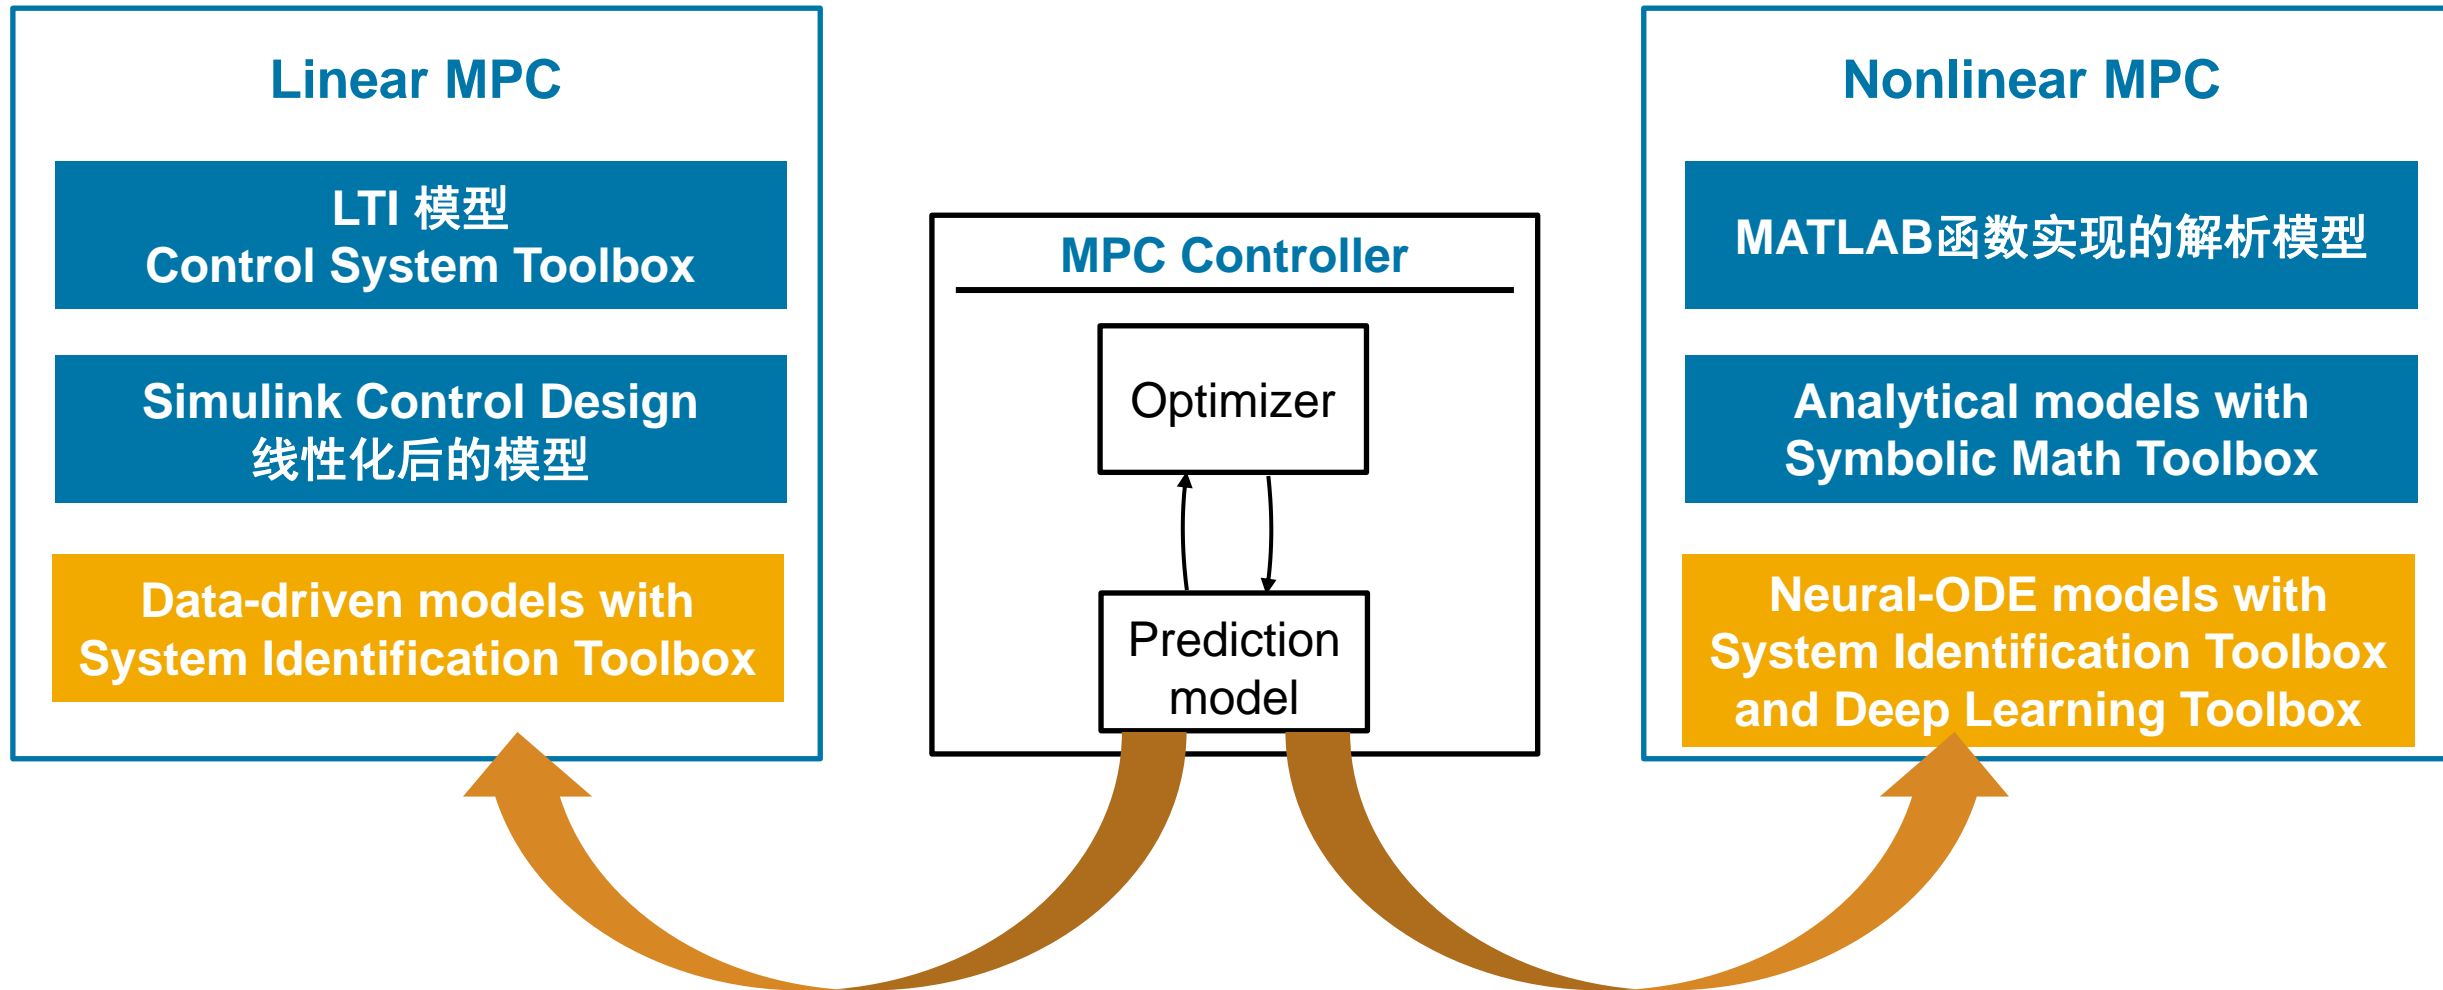 Linear MPC
LTI 模型
Control System Toolbox
Simulink Control Design
线性化后的模型
Data-driven models with
System Identification Toolbox
MPC Controller
Optimizer
Prediction
model
Nonlinear MPC
MATLAB函数实现的解析模型
Analytical models with
Symbolic Math Toolbox
Neural-ODE models with
System Identification Toolbox
and Deep Learning Toolbox